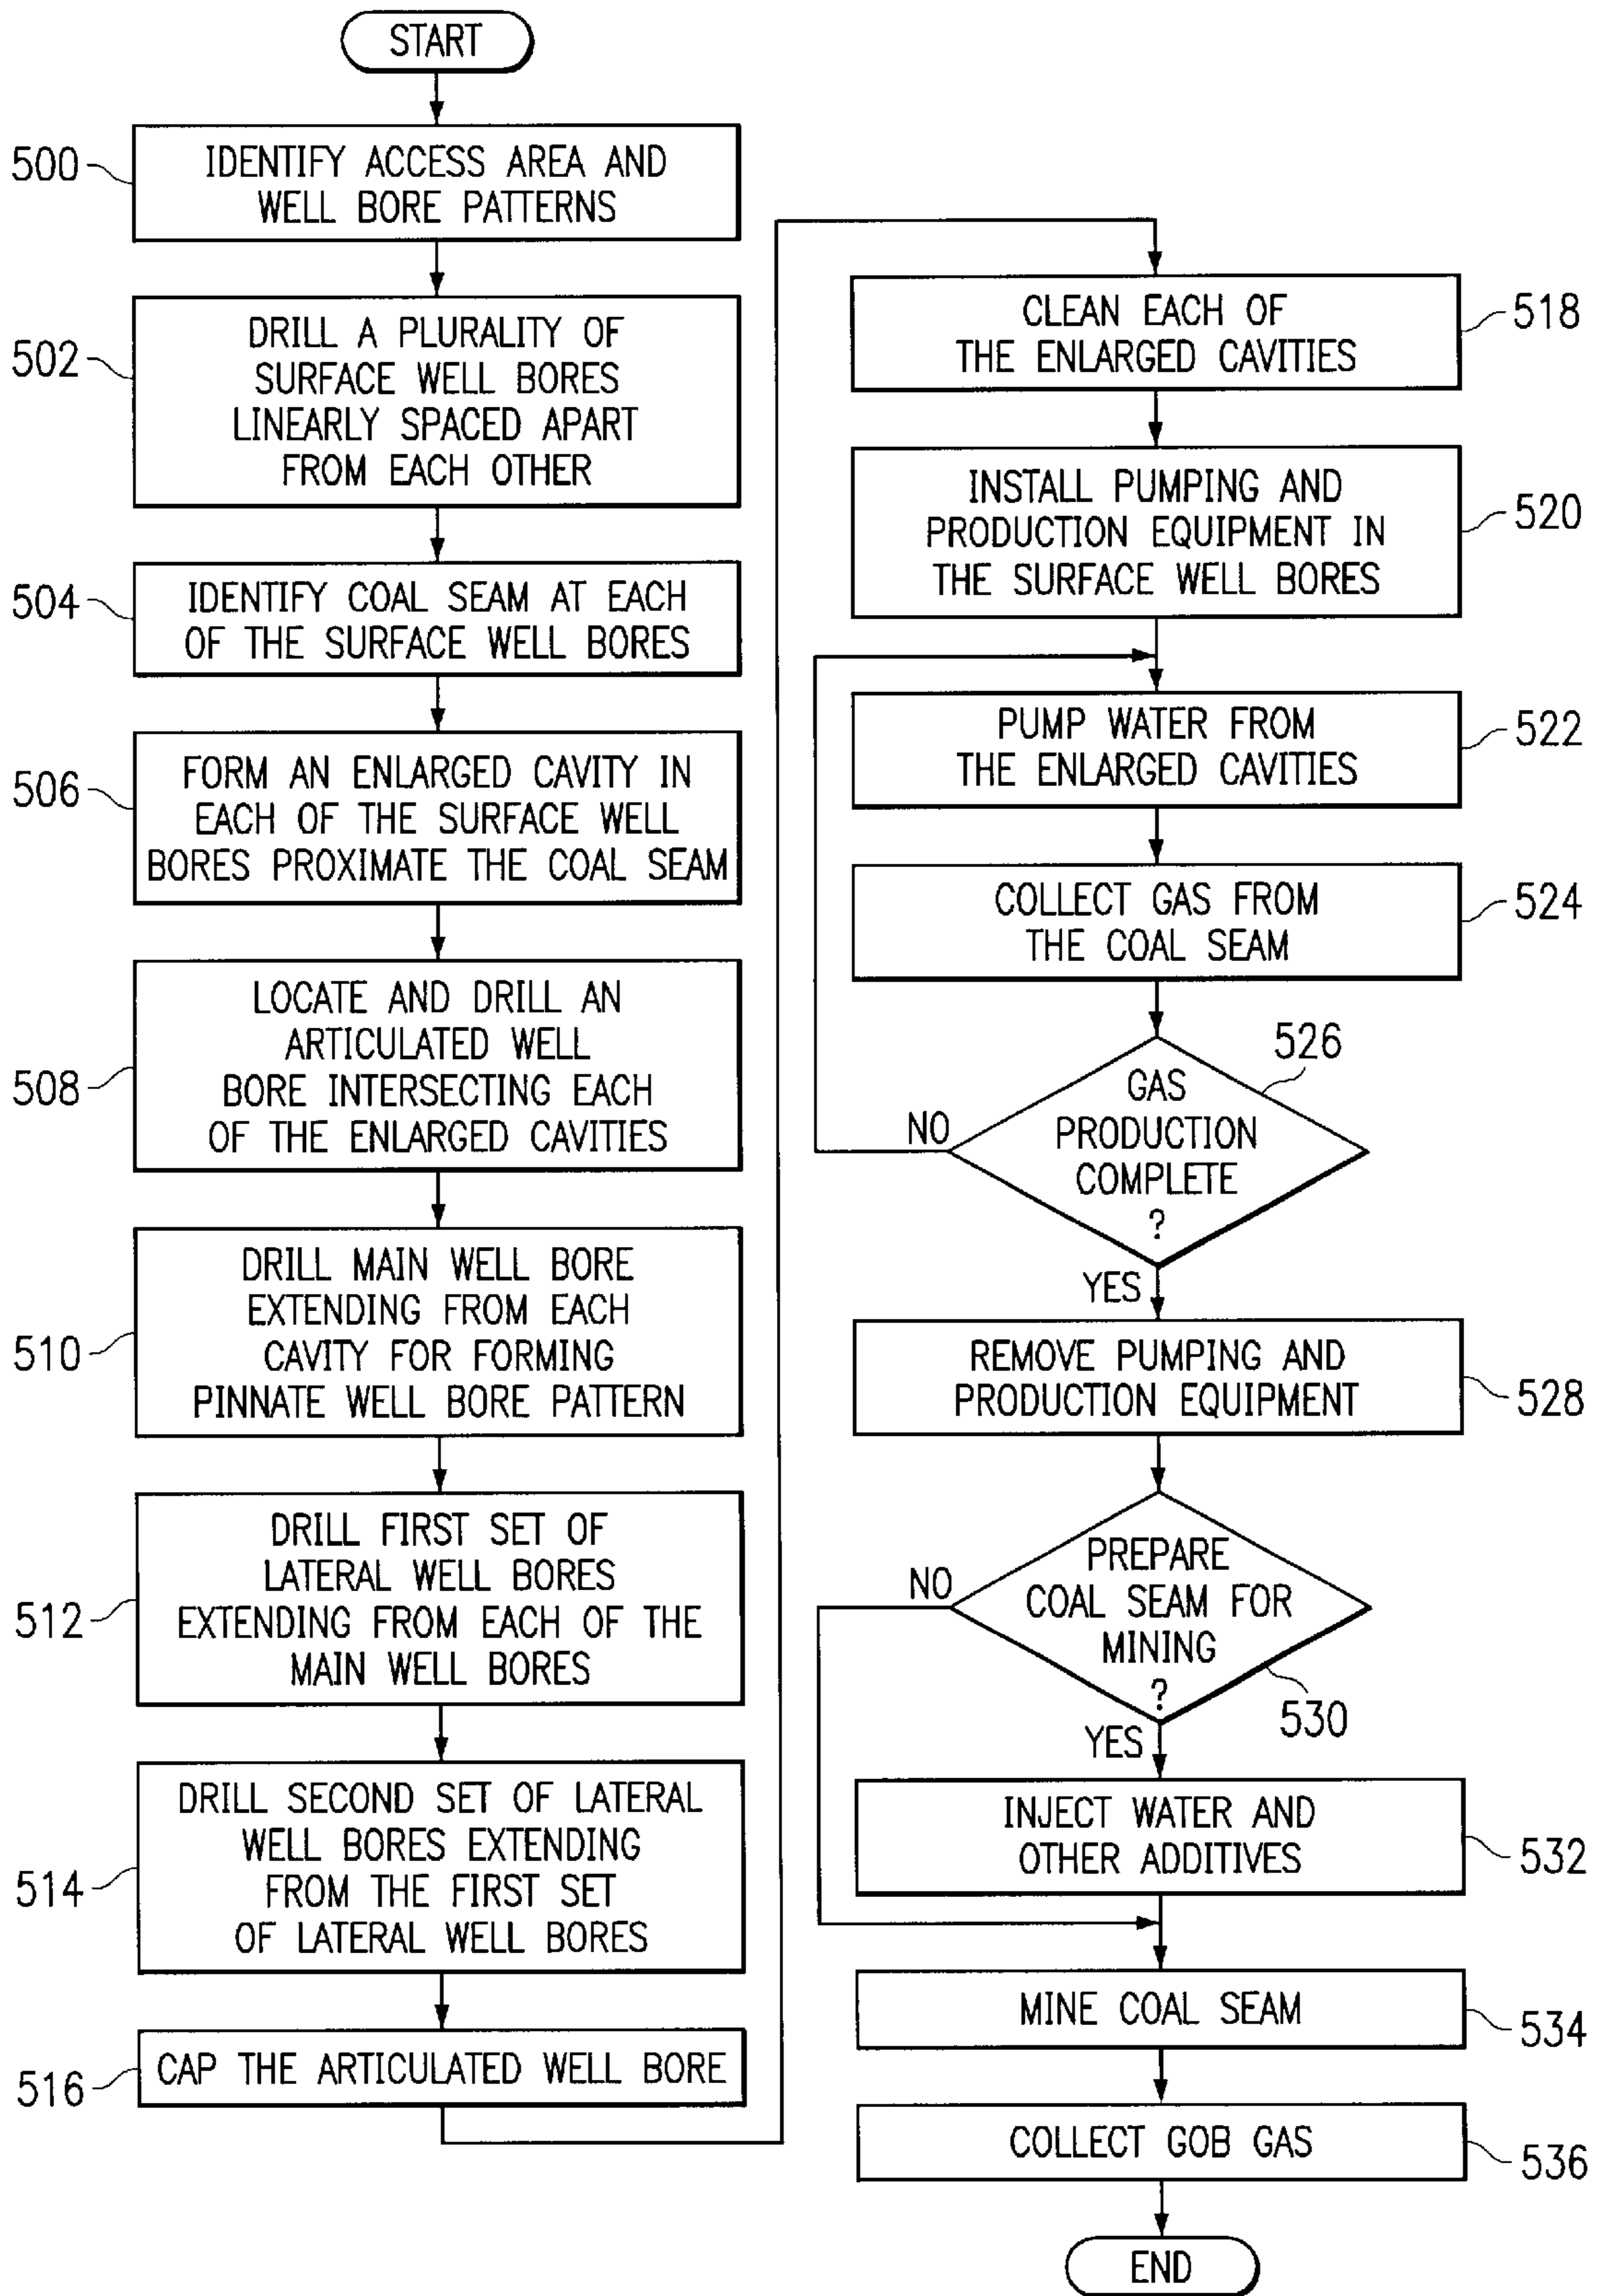 START
500
IDENTIFY ACCESS AREA AND
WELL BORE PATTERNS
502
DRILL A PLURALITY OF
SURFACE WELL BORES
LINEARLY SPACED APART
FROM EACH OTHER
504
IDENTIFY COAL SEAM AT EACH
OF THE SURFACE WELL BORES
506
FORM AN ENLARGED CAVITY IN
EACH OF THE SURFACE WELL
BORES PROXIMATE THE COAL SEAM
508
LOCATE AND DRILL AN
ARTICULATED WELL
BORE INTERSECTING EACH
OF THE ENLARGED CAVITIES
510
DRILL MAIN WELL BORE
EXTENDING FROM EACH
CAVITY FOR FORMING
PINNATE WELL BORE PATTERN
512
DRILL FIRST SET OF
LATERAL WELL BORES
EXTENDING FROM EACH OF THE
MAIN WELL BORES
514
DRILL SECOND SET OF LATERAL
WELL BORES EXTENDING
FROM THE FIRST SET
OF LATERAL WELL BORES
516
CAP THE ARTICULATED WELL BORE
CLEAN EACH OF
THE ENLARGED CAVITIES
518
INSTALL PUMPING AND
PRODUCTION EQUIPMENT IN
THE SURFACE WELL BORES
520
PUMP WATER FROM
THE ENLARGED CAVITIES
522
COLLECT GAS FROM
THE COAL SEAM
524
526
GAS
PRODUCTION
COMPLETE
?
NO
YES
REMOVE PUMPING AND
PRODUCTION EQUIPMENT
528
PREPARE
COAL SEAM FOR
MINING
?
NO
530
YES
INJECT WATER AND
OTHER ADDITIVES
532
MINE COAL SEAM
534
COLLECT GOB GAS
536
END